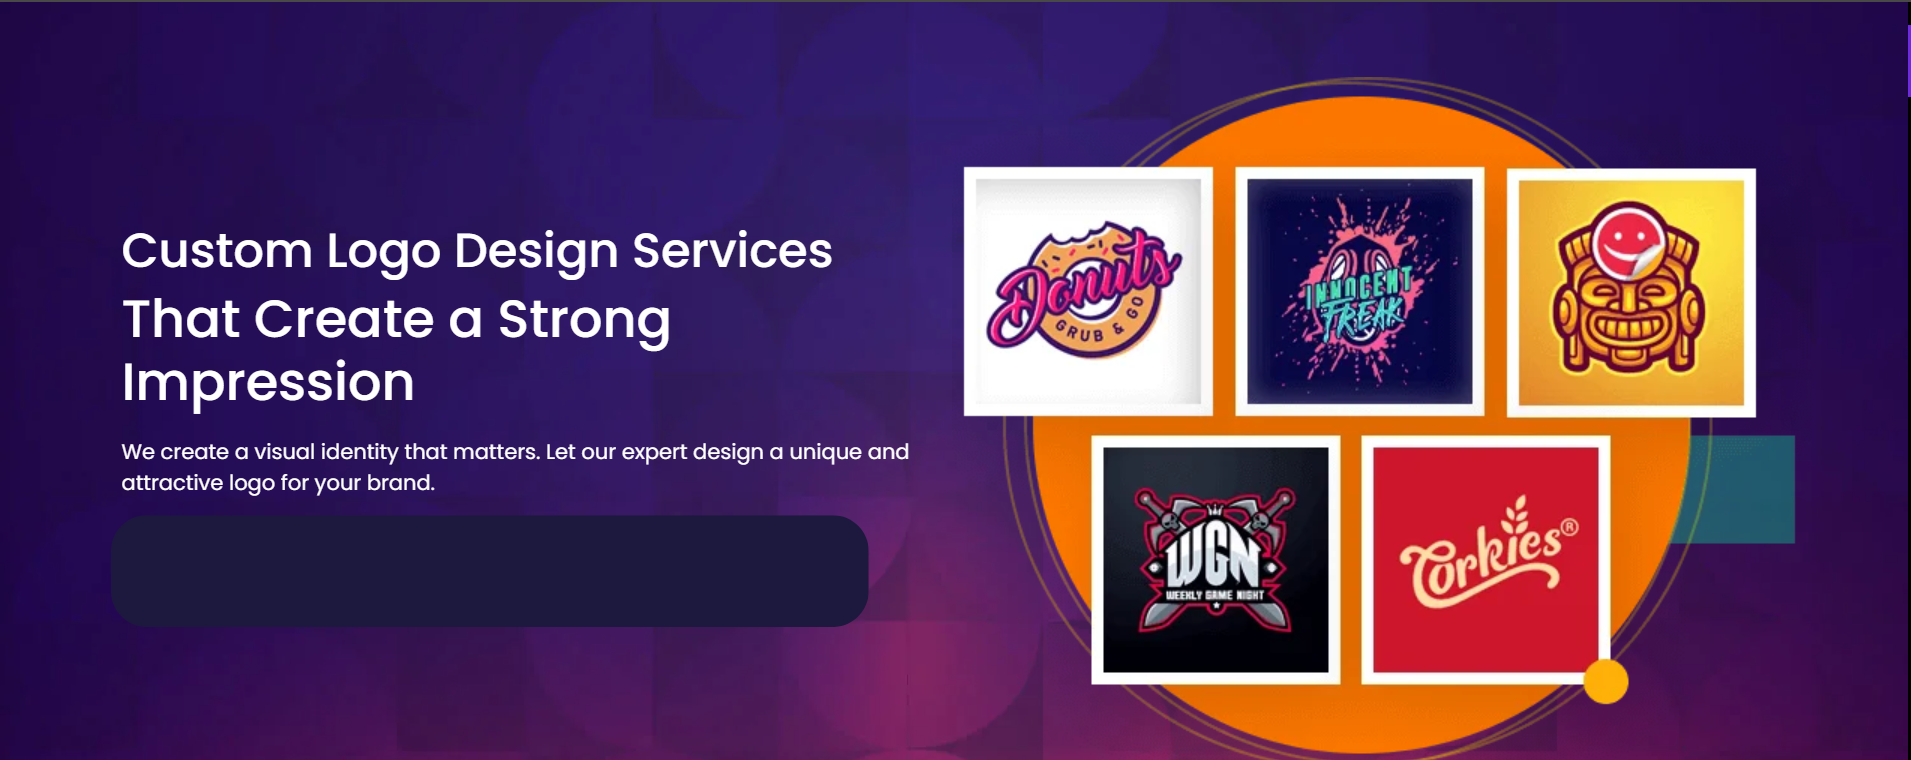 Custom Logo Design Services
That Create a Strong
Impression
We create a visual identity that matters. Let our expert design a unique and
attractive logo for your brand.
Donuts
GRUB & GO
INNOCENT
FREAK
WGN
WEEKLY GAME NIGHT
Corkies®